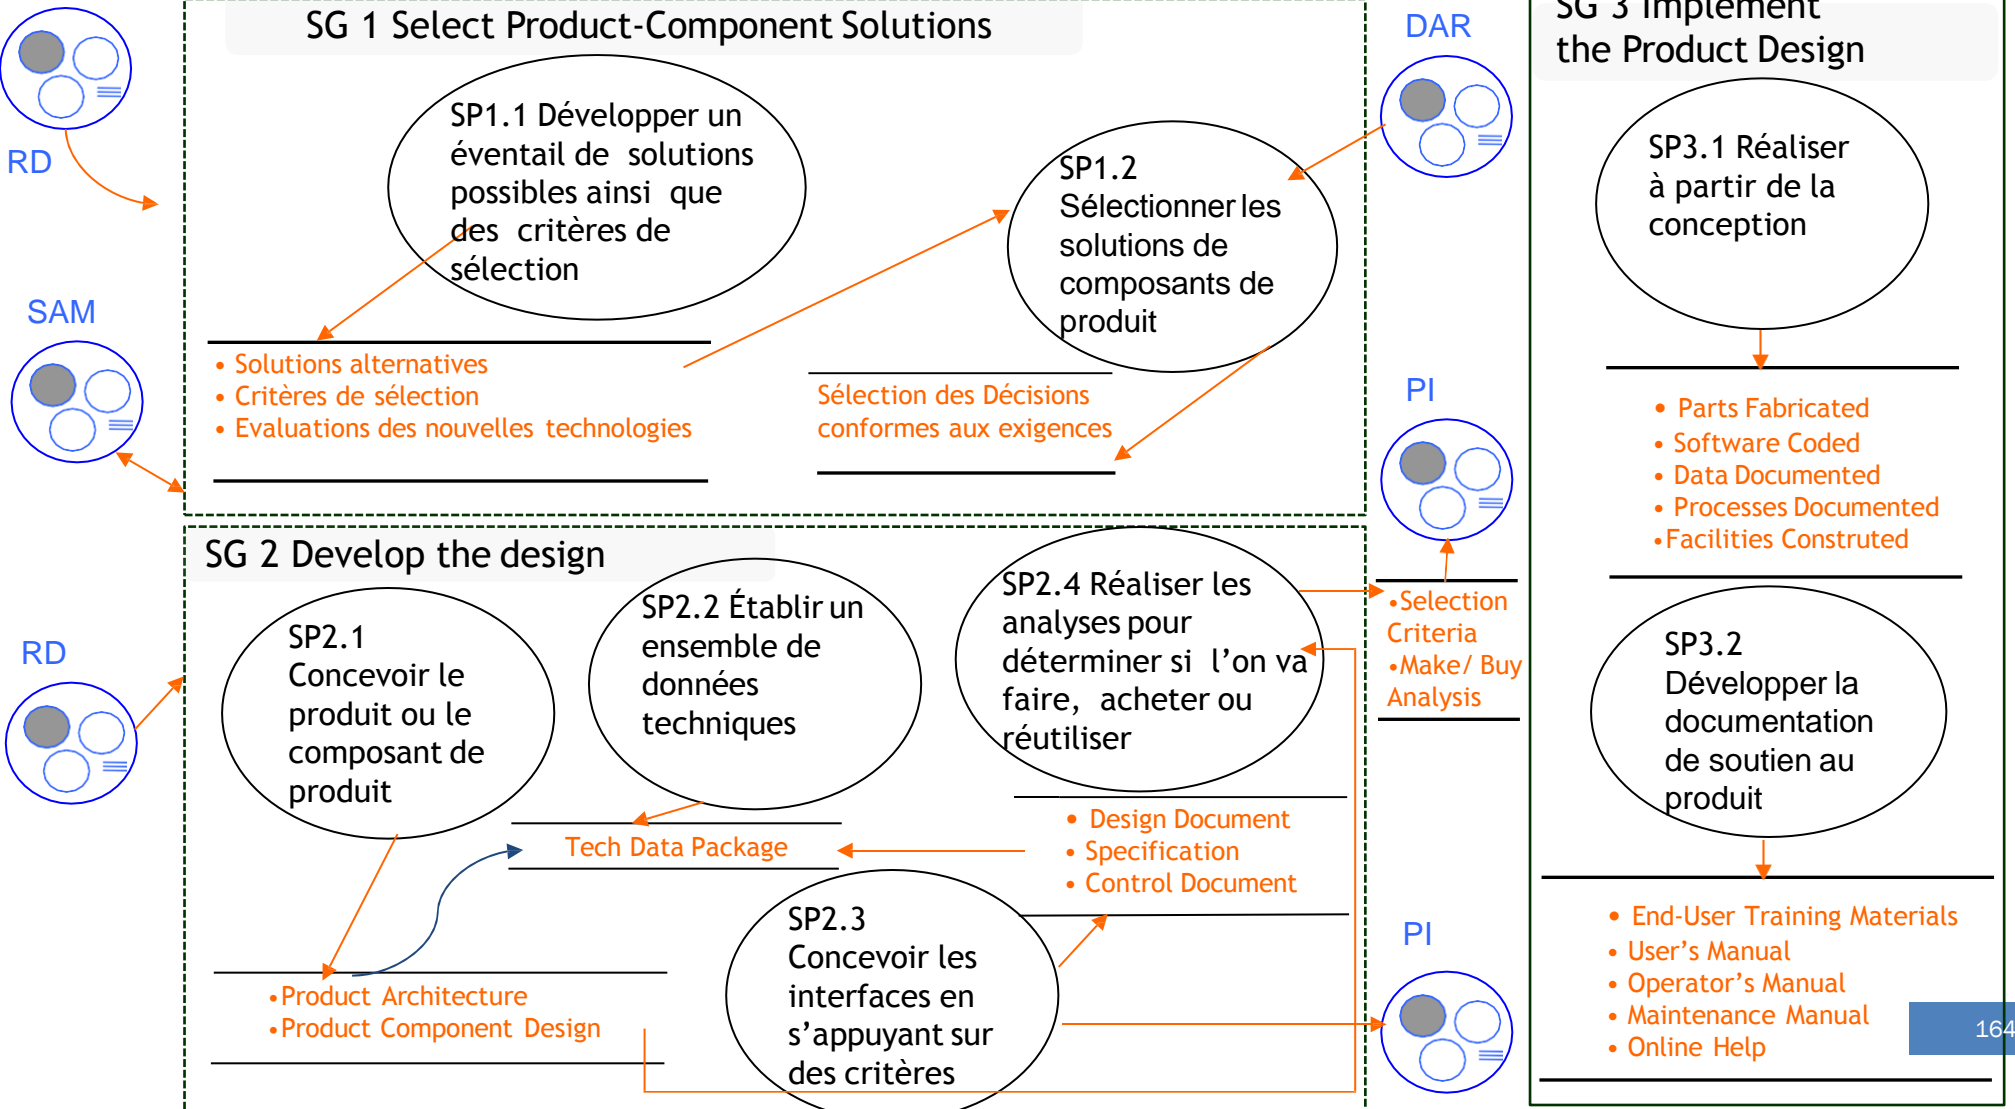 SG 1 Select Product-Component Solutions
RD
SP1.1 Développer un
éventail de solutions
possibles ainsi que
des critères de
sélection
SP1.2
Sélectionner les
solutions de
composants de
produit
DAR
SAM
• Solutions alternatives
• Critères de sélection
• Evaluations des nouvelles technologies
Sélection des Décisions
conformes aux exigences
PI
SG 2 Develop the design
RD
SP2.1
Concevoir le
produit ou le
composant de
produit
SP2.2 Établir un
ensemble de
données
techniques
SP2.4 Réaliser les
analyses pour
déterminer si l’on va
faire, acheter ou
réutiliser
•Selection
Criteria
•Make/ Buy
Analysis
Tech Data Package
• Design Document
• Specification
• Control Document
SP2.3
Concevoir les
interfaces en
s’appuyant sur
des critères
•Product Architecture
•Product Component Design
PI
SG 3 Implement
the Product Design
SP3.1 Réaliser
à partir de la
conception
• Parts Fabricated
• Software Coded
• Data Documented
• Processes Documented
•Facilities Construted
SP3.2
Développer la
documentation
de soutien au
produit
• End-User Training Materials
• User’s Manual
• Operator’s Manual
• Maintenance Manual
• Online Help
164